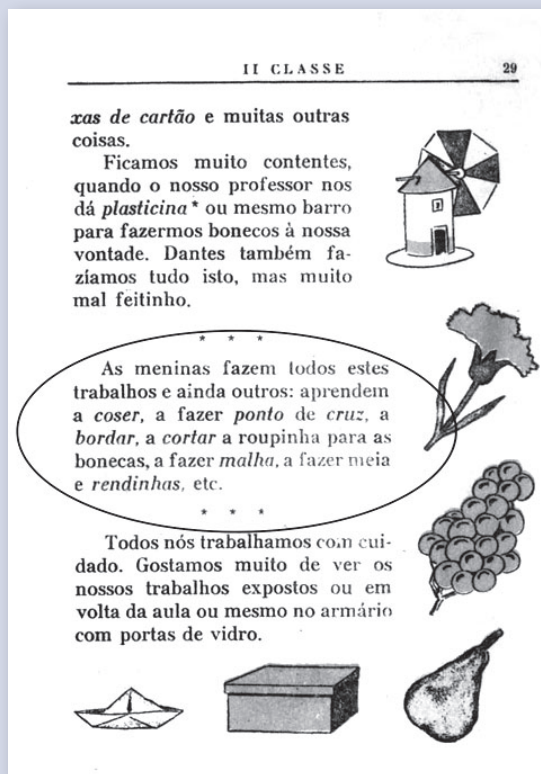 II CLASSE 29
xas de cartão e muitas outras
coisas.
Ficamos muito contentes,
quando o nosso professor nos
dá plasticina * ou mesmo barro
para fazermos bonecos à nossa
vontade. Dantes também fa-
zíamos tudo isto, mas muito
mal feitinho.
* * *
As meninas fazem todos estes
trabalhos e ainda outros: aprendem
a coser, a fazer ponto de cruz, a
bordar, a cortar a roupinha para as
bonecas, a fazer malha, a fazer meia
e rendinhas, etc.
* * *
Todos nós trabalhamos com cui-
dado. Gostamos muito de ver os
nossos trabalhos expostos ou em
volta da aula ou mesmo no armário
com portas de vidro.